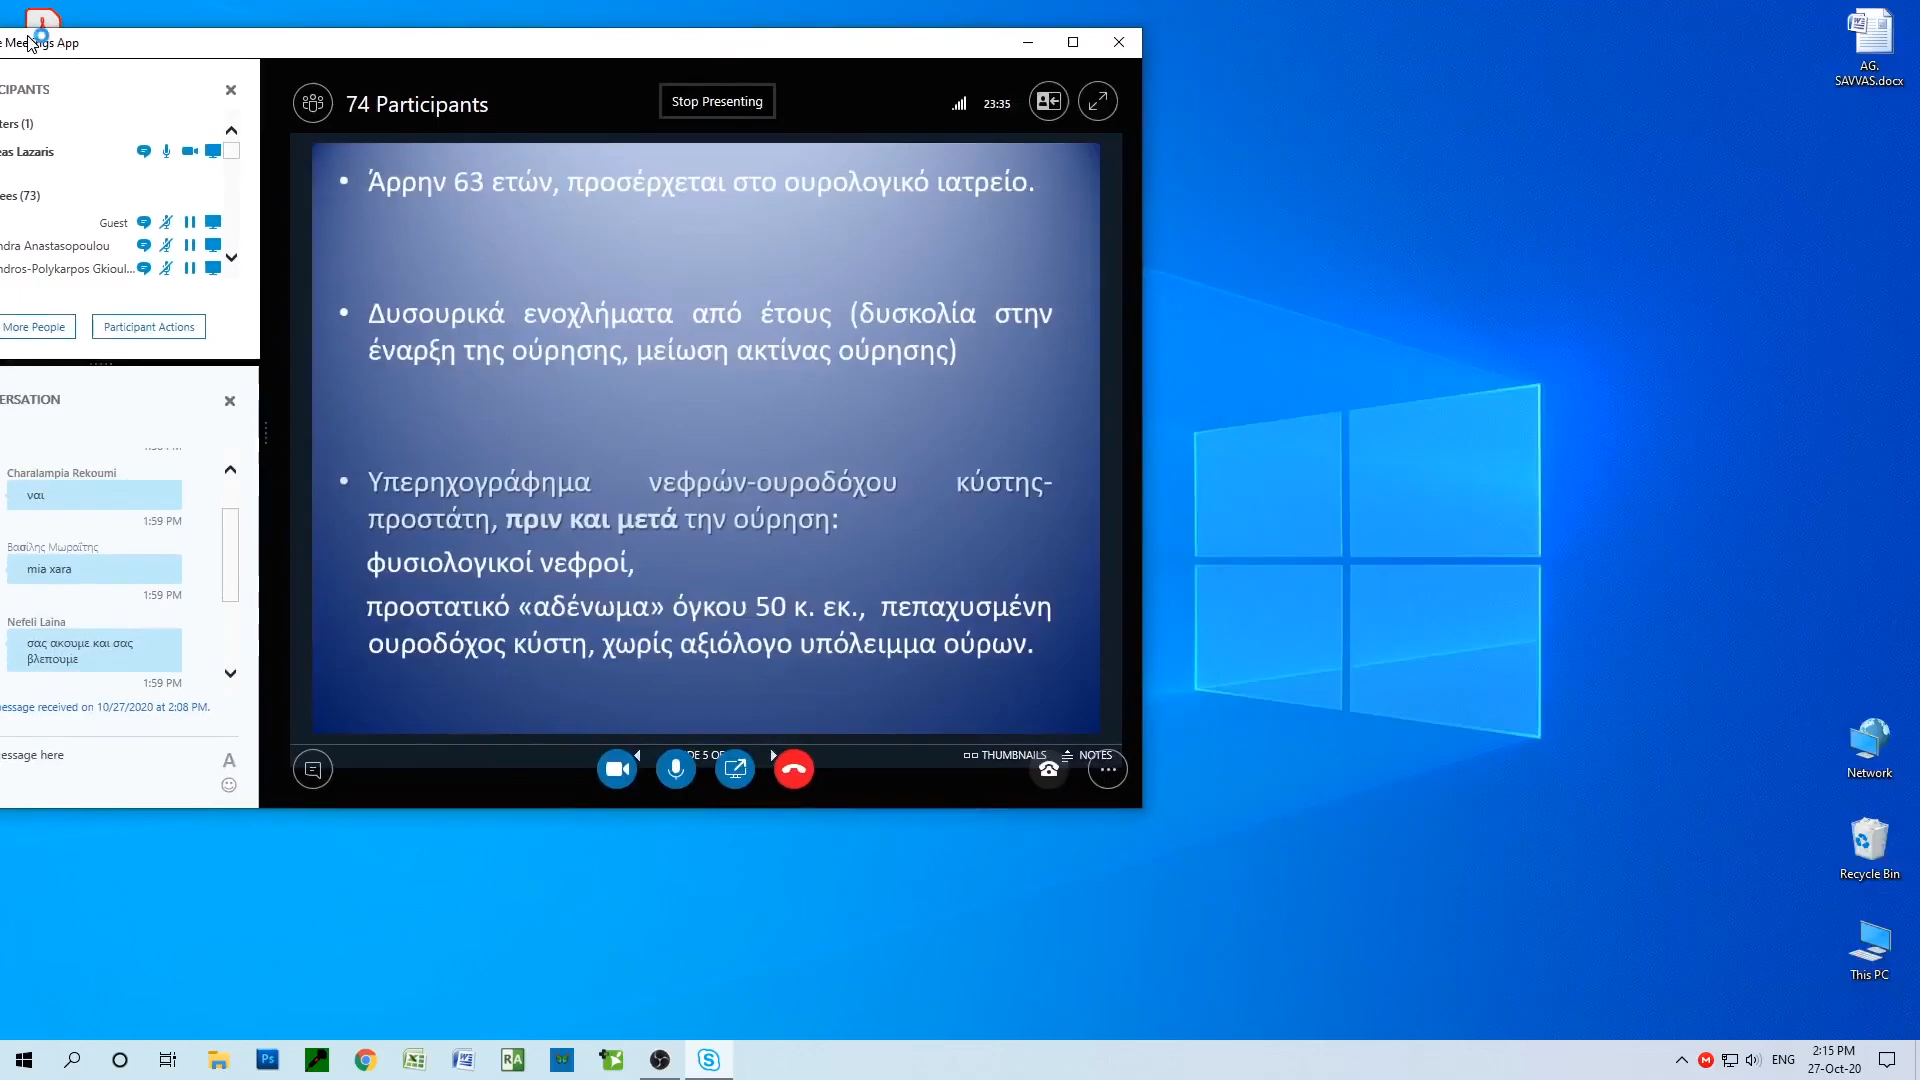 e Mee gs App
AG.
SAVVAS.docx
CIPANTS
ters (1)
eas Lazaris
ees (73)
Guest
ndra Anastasopoulou
ndros-Polykarpos Gkioul...
More People
Participant Actions
74 Participants
Stop Presenting
23:35
• Άρρην 63 ετών, προσέρχεται στο ουρολογικό ιατρείο.
• Δυσουρικά ενοχλήματα από έτους (δυσκολία στην
έναρξη της ούρησης, μείωση ακτίνας ούρησης)
• Υπερηχογράφημα νεφρών-ουροδόχου κύστης-
προστάτη, πριν και μετά την ούρηση:
φυσιολογικοί νεφροί,
προστατικό «αδένωμα» όγκου 50 κ. εκ., πεπαχυσμένη
ουροδόχος κύστη, χωρίς αξιόλογο υπόλειμμα ούρων.
DE 5 OF
THUMBNAILS
NOTES
ERSATION
Charalampia Rekoumi
ναι
1:59 PM
Βασίλης Μωραΐτης
mia xara
1:59 PM
Nefeli Laina
σας ακουμε και σας
βλεπουμε
1:59 PM
essage received on 10/27/2020 at 2:08 PM.
essage here
Network
Recycle Bin
This PC
ENG
2:15 PM
27-Oct-20